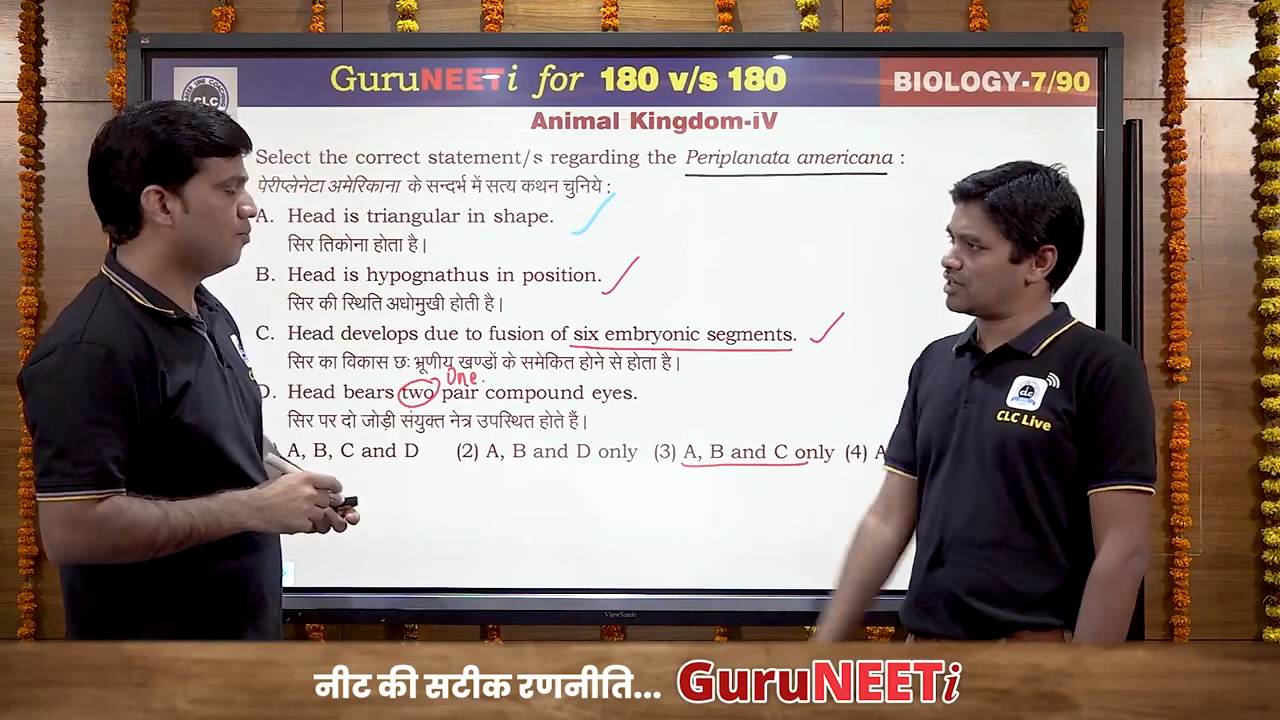 GuruNEETi for 180 v/s 180
BIOLOGY-7/90
CLC
Animal Kingdom-iV
Select the correct statement/s regarding the Periplanata americana :
पेरीप्लेनेटा अमेरिकाना के सन्दर्भ में सत्य कथन चुनिये :
A. Head is triangular in shape.
सिर तिकोना होता है।
B. Head is hypognathus in position.
सिर की स्थिति अधोमुखी होती है।
C. Head develops due to fusion of six embryonic segments.
सिर का विकास छः भ्रूणीय खण्डों के समेकित होने से होता है।
One
D. Head bears two pair compound eyes.
सिर पर दो जोड़ी संयुक्त नेत्र उपस्थित होते हैं।
A, B, C and D (2) A, B and D only (3) A, B and C only (4) A
CLC Live
ViewSonic
नीट की सटीक रणनीति... GuruNEETi